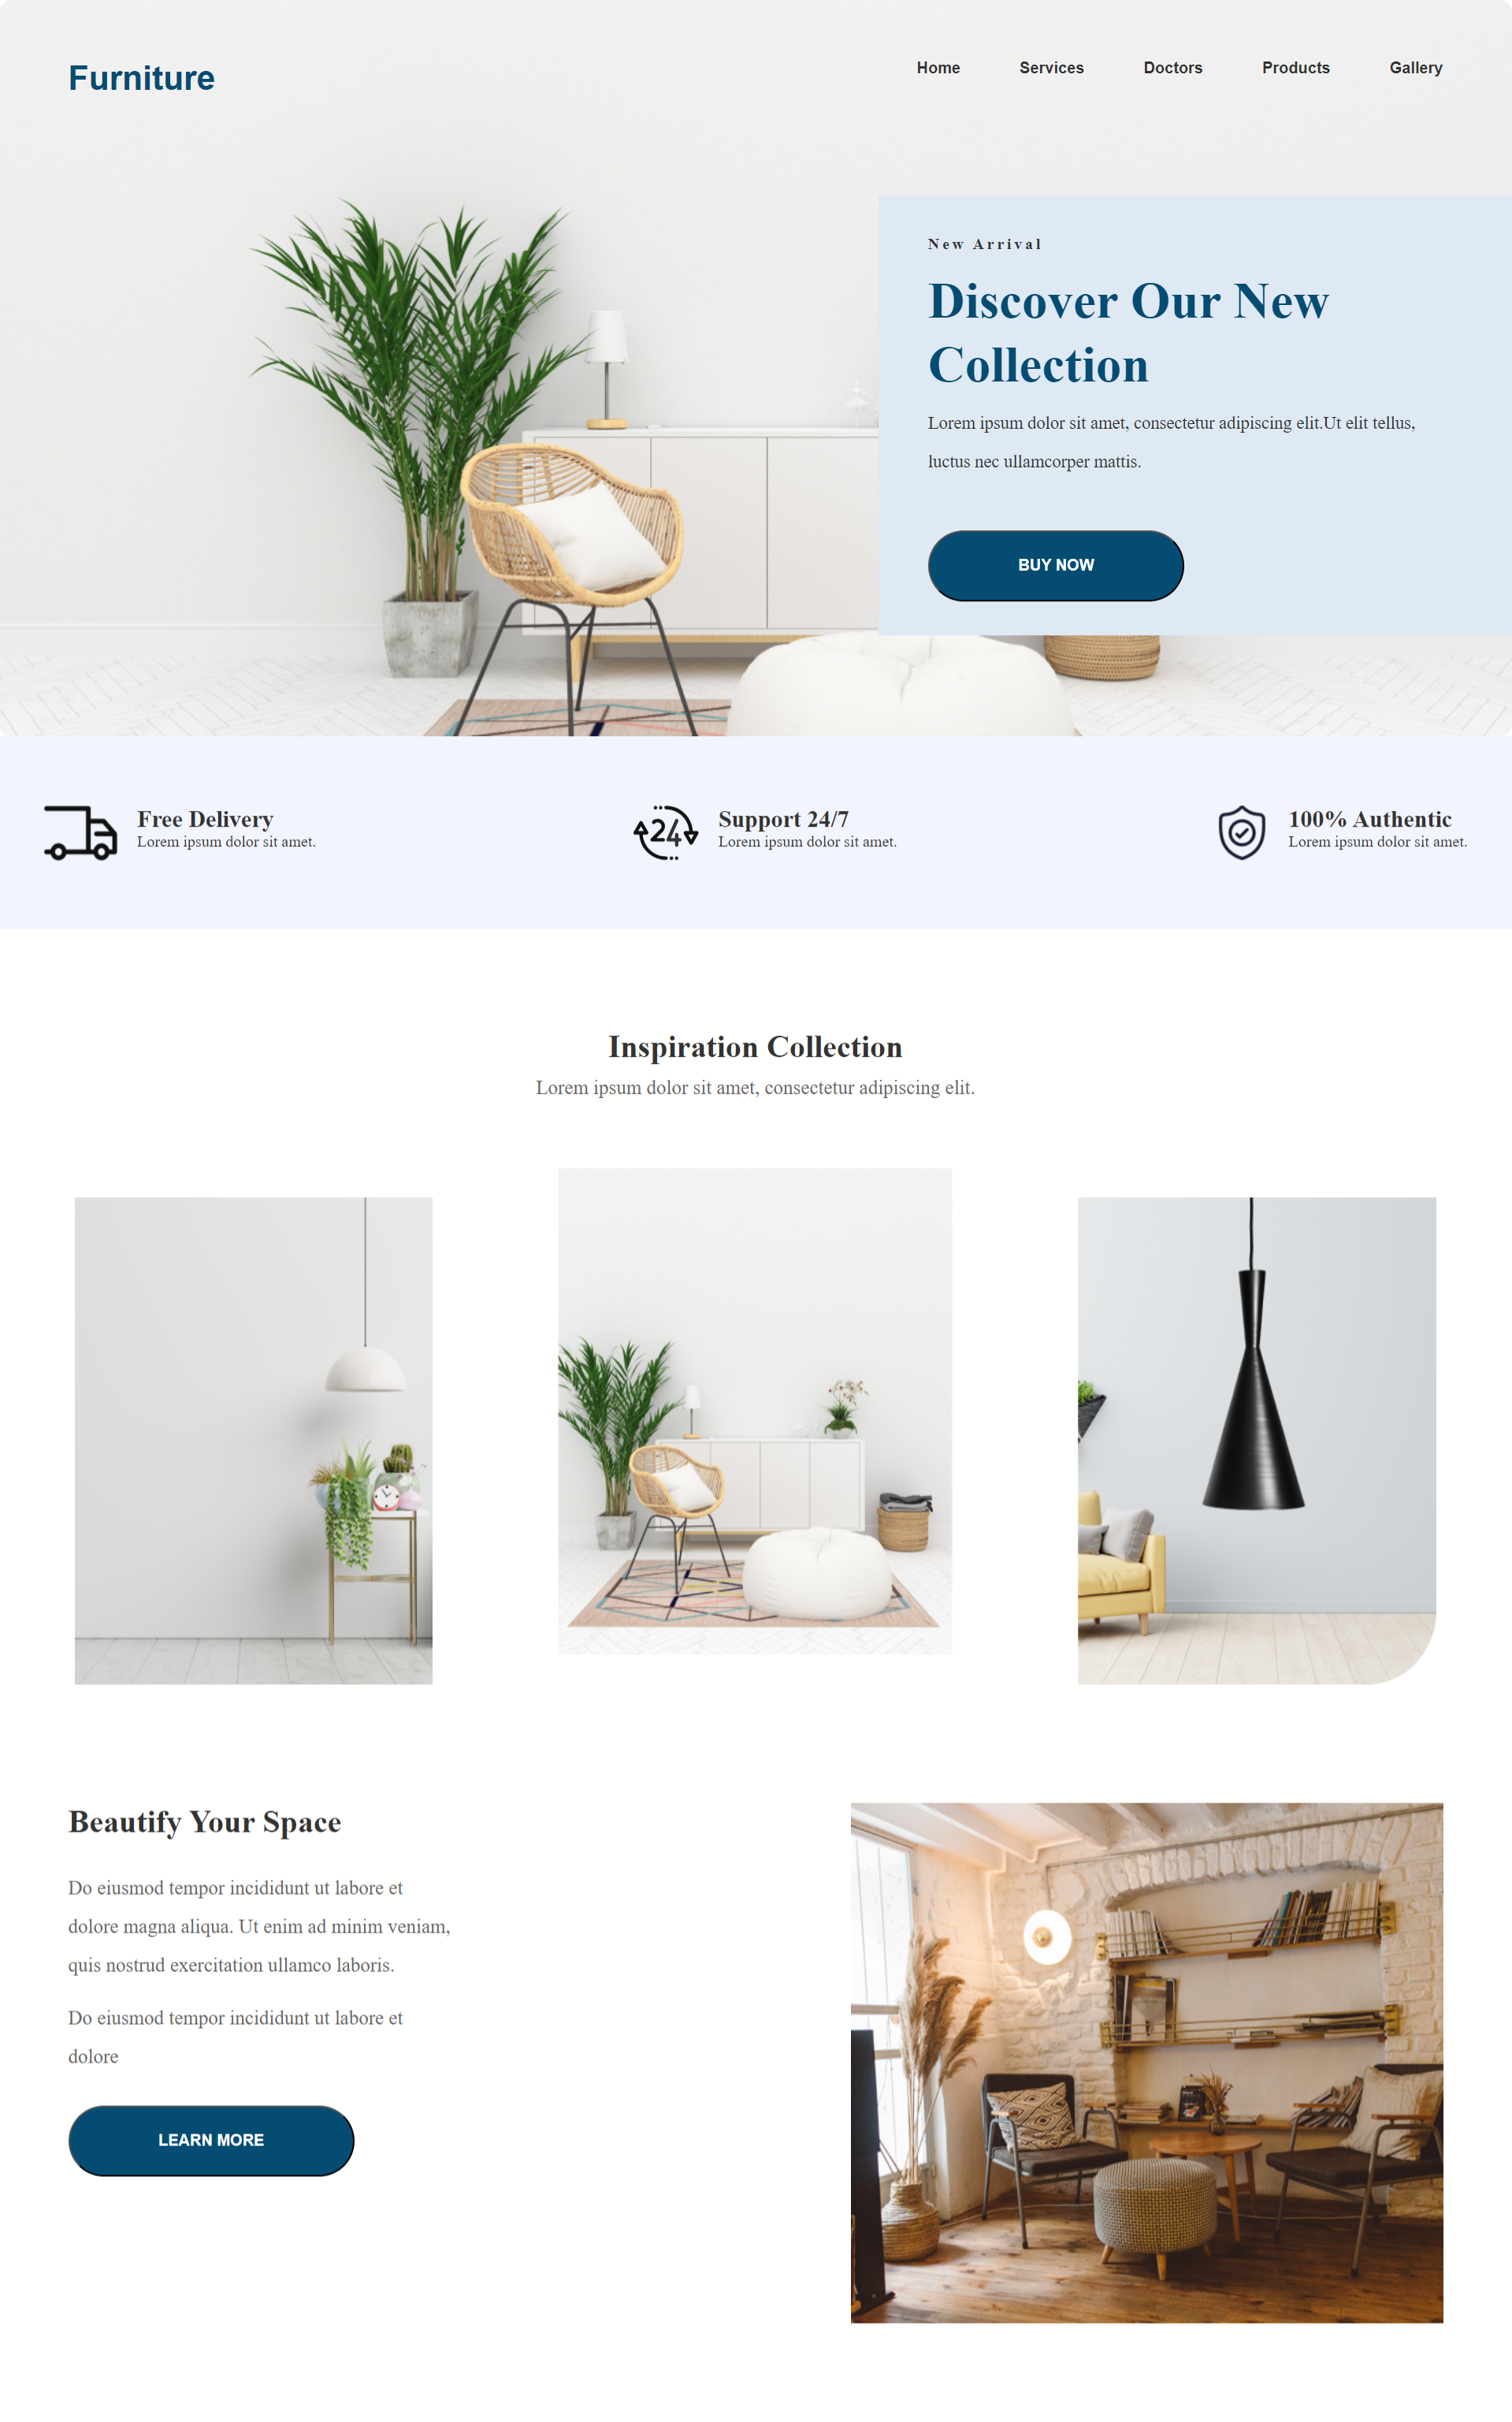 Furniture
Home Services Doctors Products Gallery
New Arrival
Discover Our New
Collection
Lorem ipsum dolor sit amet, consectetur adipiscing elit.Ut elit tellus,
luctus nec ullamcorper mattis.
BUY NOW
Free Delivery
Lorem ipsum dolor sit amet.
24
Support 24/7
Lorem ipsum dolor sit amet.
100% Authentic
Lorem ipsum dolor sit amet.
Inspiration Collection
Lorem ipsum dolor sit amet, consectetur adipiscing elit.
Beautify Your Space
Do eiusmod tempor incididunt ut labore et
dolore magna aliqua. Ut enim ad minim veniam,
quis nostrud exercitation ullamco laboris.
Do eiusmod tempor incididunt ut labore et
dolore
LEARN MORE